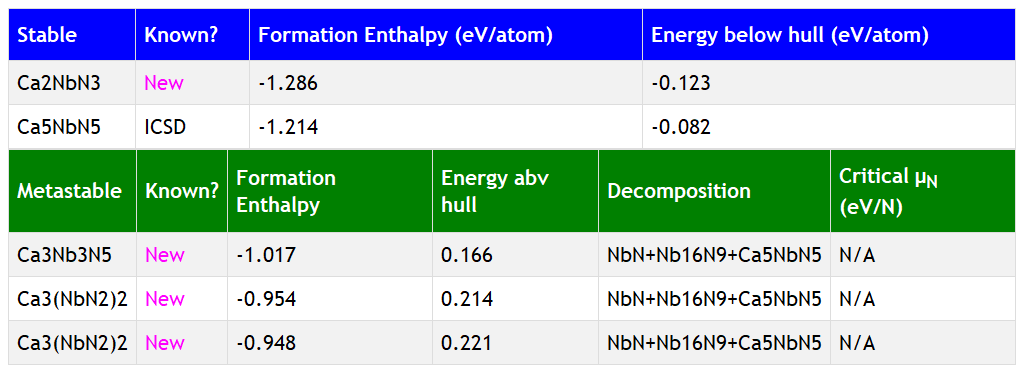 Stable Known? Formation Enthalpy (eV/atom) Energy below hull (eV/atom)
Ca2NbN3 New -1.286 -0.123
Ca5NbN5 ICSD -1.214 -0.082
Metastable Known? Formation Enthalpy Energy abv hull Decomposition Critical μN (eV/N)
Ca3Nb3N5 New -1.017 0.166 NbN+Nb16N9+Ca5NbN5 N/A
Ca3(NbN2)2 New -0.954 0.214 NbN+Nb16N9+Ca5NbN5 N/A
Ca3(NbN2)2 New -0.948 0.221 NbN+Nb16N9+Ca5NbN5 N/A